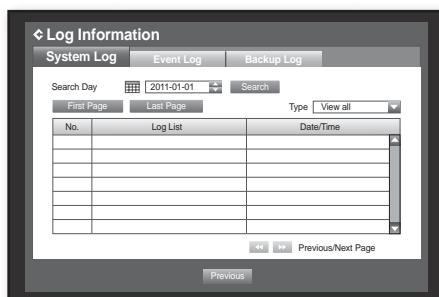 Log Information
System Log Event Log Backup Log
Search Day 2011-01-01 Search
First Page Last Page Type View all
No. Log List Date/Time
Previous/Next Page
Previous